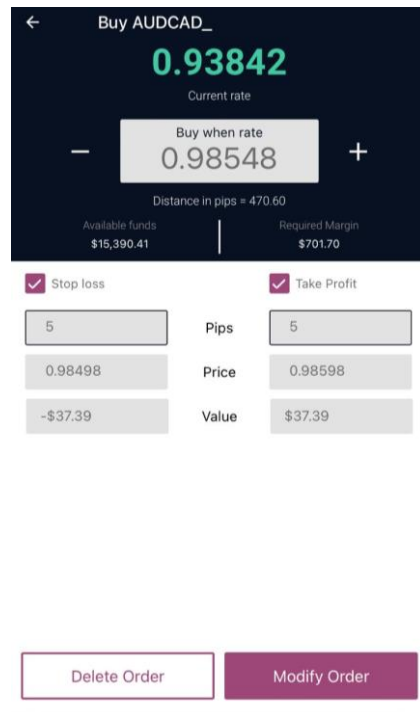 Buy AUDCAD_
0.93842
Current rate
Buy when rate
− 0.98548 +
Distance in pips = 470.60
Available funds Required Margin
$15,390.41 $701.70
Stop loss Take Profit
5 Pips 5
0.98498 Price 0.98598
-$37.39 Value $37.39
Delete Order Modify Order